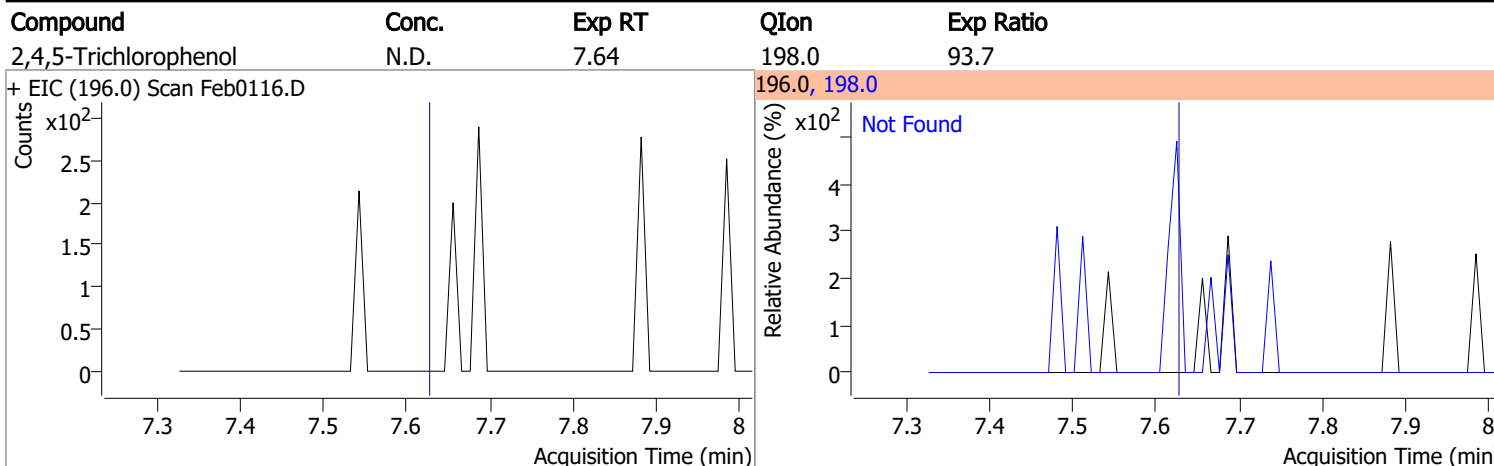 Compound Conc. Exp RT QIon Exp Ratio
2,4,5-Trichlorophenol N.D. 7.64 198.0 93.7
+ EIC (196.0) Scan Feb0116.D
Counts
x10²
2.5
2
1.5
1
0.5
0
7.3 7.4 7.5 7.6 7.7 7.8 7.9 8
Acquisition Time (min)
196.0, 198.0
Relative Abundance (%)
x10²
Not Found
4
3
2
1
0
7.3 7.4 7.5 7.6 7.7 7.8 7.9 8
Acquisition Time (min